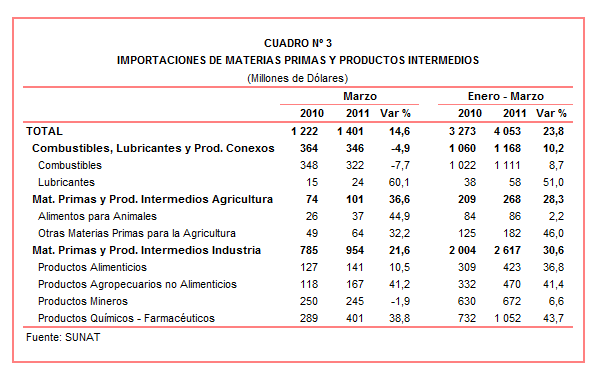 CUADRO Nº 3
IMPORTACIONES DE MATERIAS PRIMAS Y PRODUCTOS INTERMEDIOS
(Millones de Dólares)
Marzo Enero - Marzo
2010 2011 Var % 2010 2011 Var %
TOTAL 1 222 1 401 14,6 3 273 4 053 23,8
Combustibles, Lubricantes y Prod. Conexos 364 346 -4,9 1 060 1 168 10,2
Combustibles 348 322 -7,7 1 022 1 111 8,7
Lubricantes 15 24 60,1 38 58 51,0
Mat. Primas y Prod. Intermedios Agricultura 74 101 36,6 209 268 28,3
Alimentos para Animales 26 37 44,9 84 86 2,2
Otras Materias Primas para la Agricultura 49 64 32,2 125 182 46,0
Mat. Primas y Prod. Intermedios Industria 785 954 21,6 2 004 2 617 30,6
Productos Alimenticios 127 141 10,5 309 423 36,8
Productos Agropecuarios no Alimenticios 118 167 41,2 332 470 41,4
Productos Mineros 250 245 -1,9 630 672 6,6
Productos Químicos - Farmacéuticos 289 401 38,8 732 1 052 43,7
Fuente: SUNAT